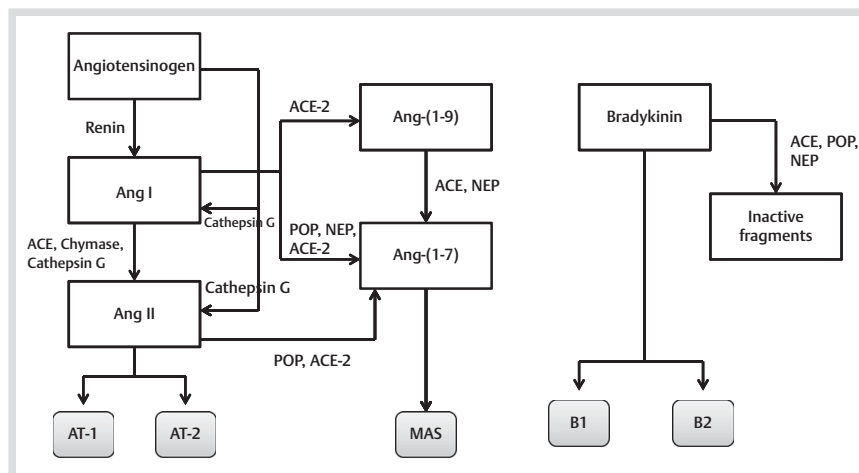 Angiotensinogen
Renin
Ang I
ACE, Chymase,
Cathepsin G
Ang II
AT-1
AT-2
Cathepsin G
Cathepsin G
ACE-2
Ang-(1-9)
ACE, NEP
POP, NEP,
ACE-2
Ang-(1-7)
POP, ACE-2
MAS
Bradykinin
ACE, POP,
NEP
Inactive
fragments
B1
B2